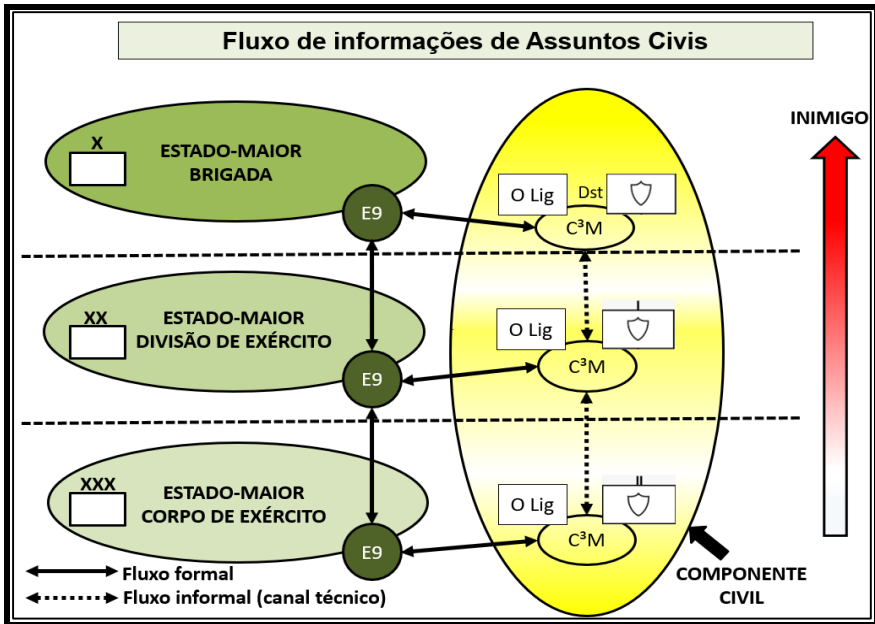 Fluxo de informações de Assuntos Civis
INIMIGO
X
ESTADO-MAIOR
BRIGADA
E9
O Lig
Dst
C³M
XX
ESTADO-MAIOR
DIVISÃO DE EXÉRCITO
E9
O Lig
I
C³M
XXX
ESTADO-MAIOR
CORPO DE EXÉRCITO
E9
O Lig
II
C³M
Fluxo formal
Fluxo informal (canal técnico)
COMPONENTE
CIVIL